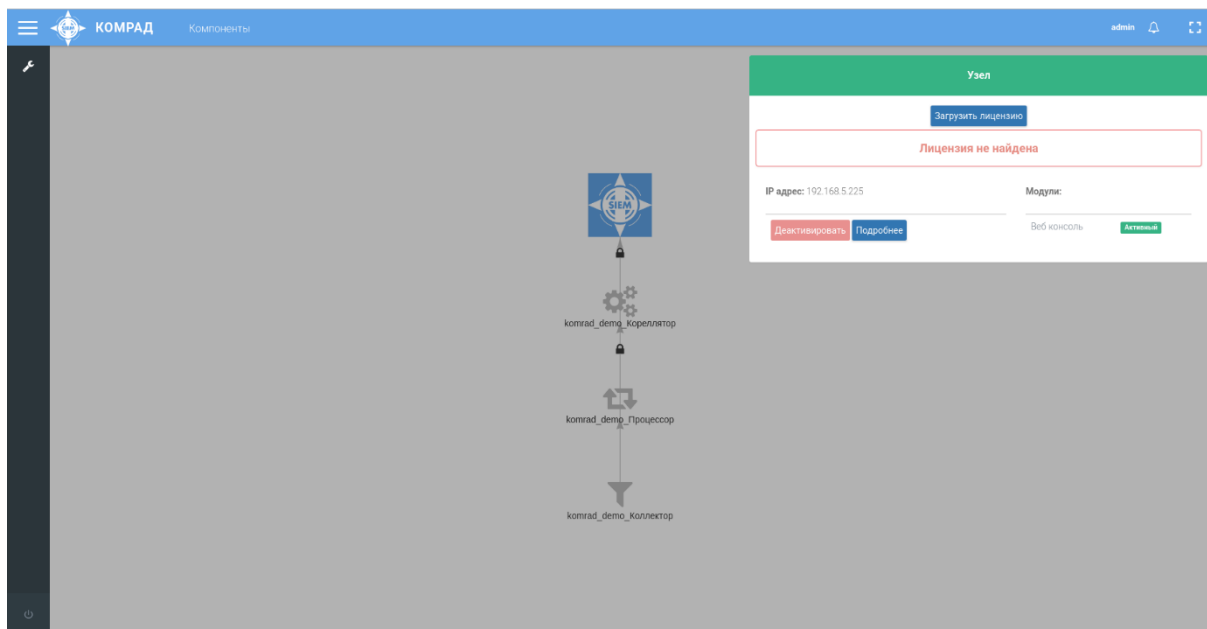 КОМРАД
Компоненты
admin
Узел
Загрузить лицензию
Лицензия не найдена
IP адрес: 192.168.5.225
Модули:
Деактивировать
Подробнее
Веб консоль
Активный
SIEM
komrad_demo_Кореллятор
komrad_demo_Процессор
komrad_demo_Коллектор